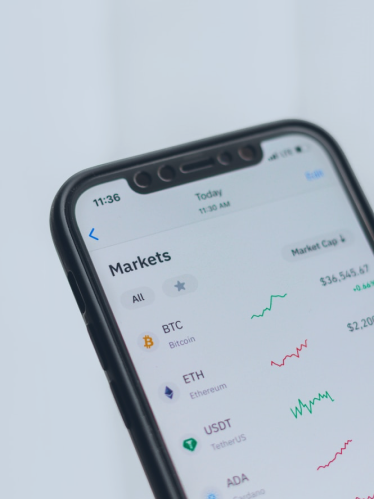 11:36
LTE
Today
11:30 AM
Edit
Markets
All
Market Cap ↓
BTC
Bitcoin
$36,545.67
ETH
Ethereum
$2,20
USDT
TetherUS
ADA
Cardano